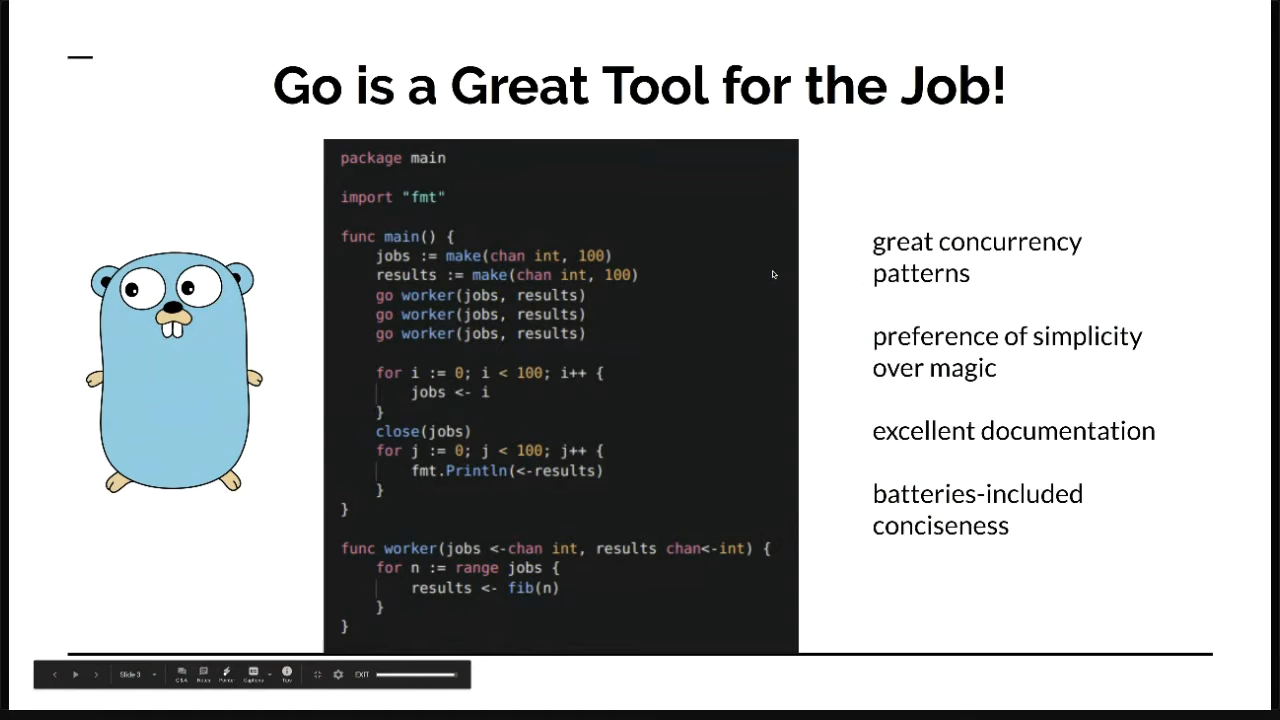 Go is a Great Tool for the Job!
package main
import "fmt"
func main() {
jobs := make(chan int, 100)
results := make(chan int, 100)
go worker(jobs, results)
go worker(jobs, results)
go worker(jobs, results)
for i := 0; i < 100; i++ {
jobs <- i
}
close(jobs)
for j := 0; j < 100; j++ {
fmt.Println(<-results)
}
}
func worker(jobs <-chan int, results chan<-int) {
for n := range jobs {
results <- fib(n)
}
}
great concurrency
patterns
preference of simplicity
over magic
excellent documentation
batteries-included
conciseness
Slide 3
Q&A Notes Pointer Captions Tips EXIT